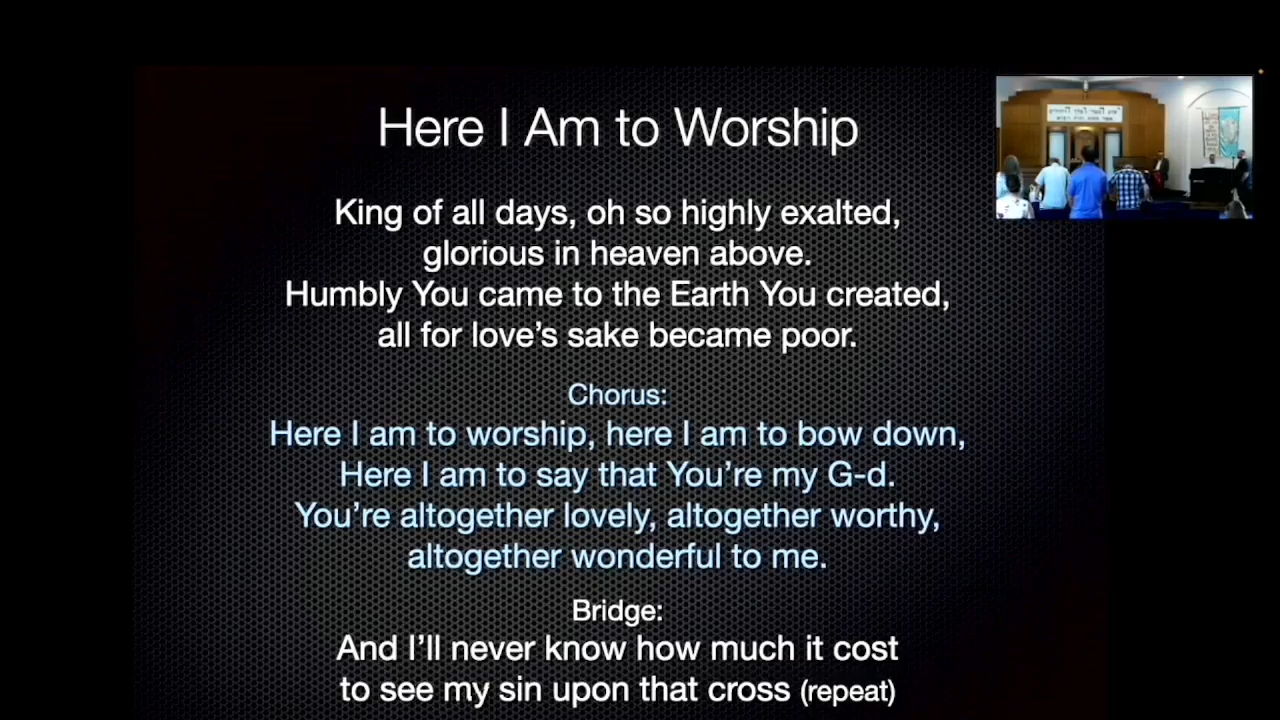 Here I Am to Worship
King of all days, oh so highly exalted,
glorious in heaven above.
Humbly You came to the Earth You created,
all for love's sake became poor.
Chorus:
Here I am to worship, here I am to bow down,
Here I am to say that You're my G-d.
You're altogether lovely, altogether worthy,
altogether wonderful to me.
Bridge:
And I'll never know how much it cost
to see my sin upon that cross (repeat)